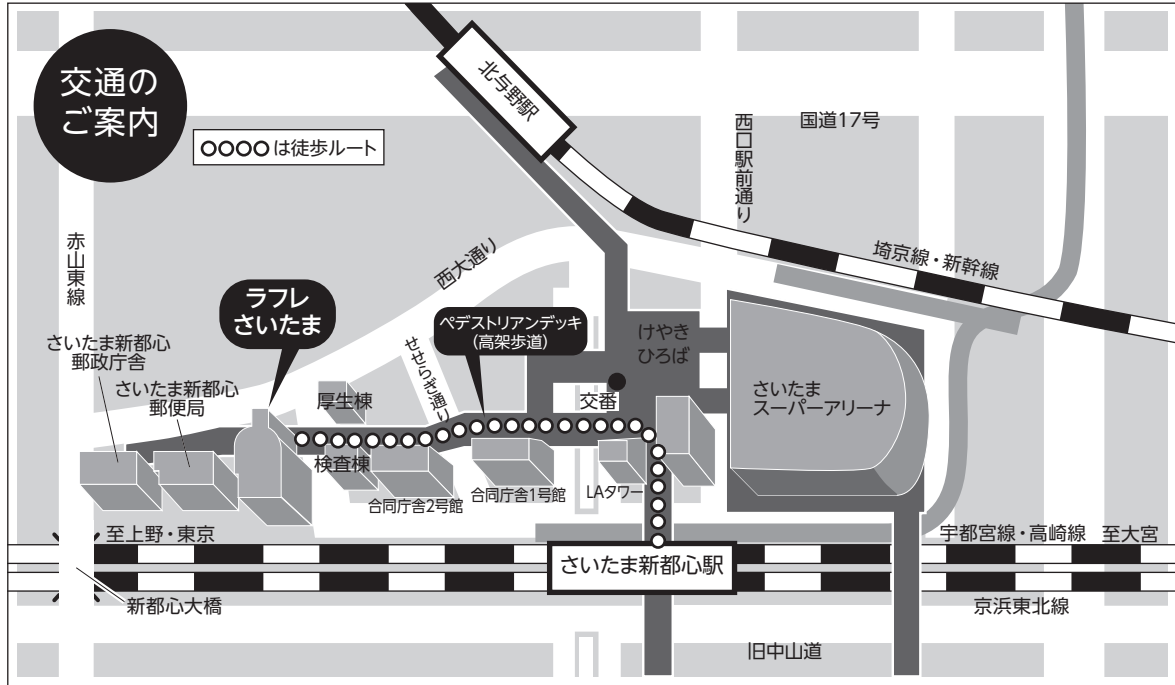 交通の
ご案内
○○○○は徒歩ルート
北与野駅
国道17号
西口駅前通り
埼京線・新幹線
赤山東線
西大通り
ラフレ
さいたま
ペデストリアンデッキ
(高架歩道)
けやき
ひろば
せせらぎ通り
さいたま新都心
郵政庁舎
さいたま新都心
郵便局
厚生棟
交番
さいたま
スーパーアリーナ
検査棟
合同庁舎2号館
合同庁舎1号館
LAタワー
至上野・東京
さいたま新都心駅
宇都宮線・高崎線
至大宮
新都心大橋
京浜東北線
旧中山道